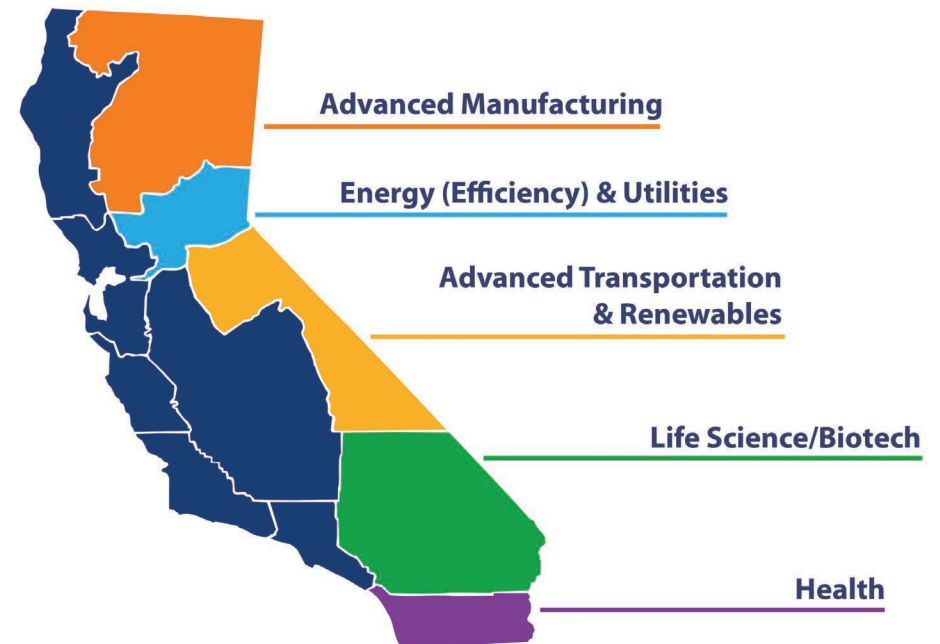 Advanced Manufacturing
Energy (Efficiency) & Utilities
Advanced Transportation
& Renewables
Life Science/Biotech
Health